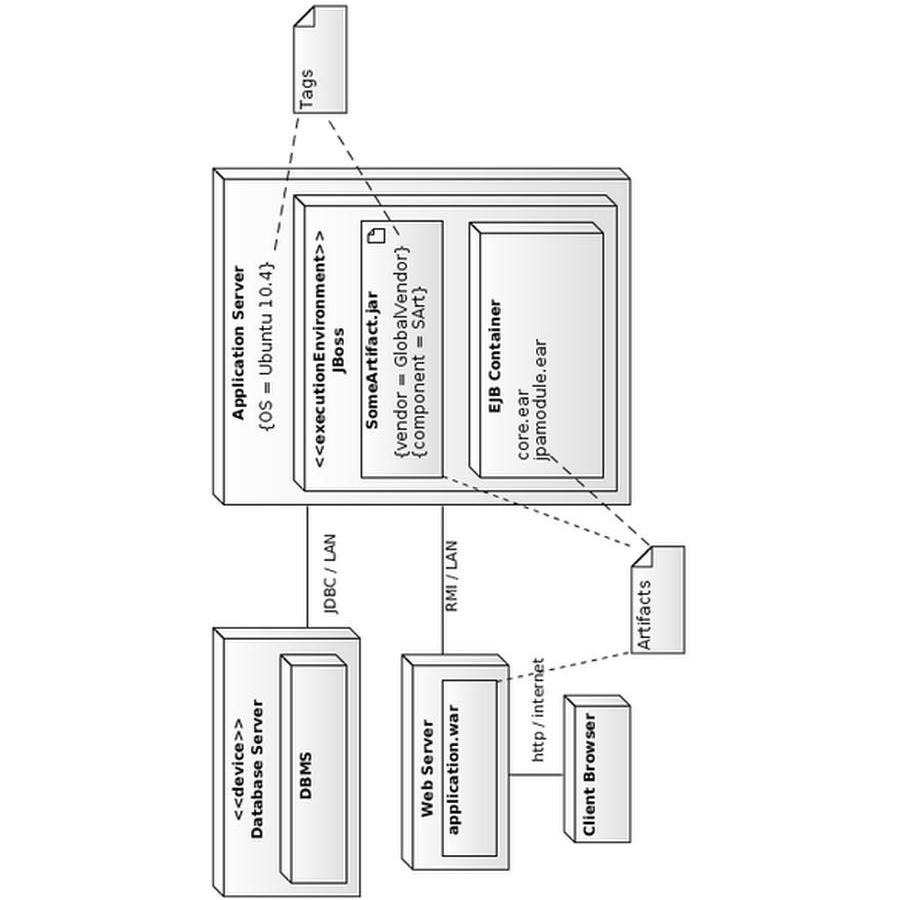 <<device>>
Database Server
DBMS
JDBC / LAN
Application Server
{OS = Ubuntu 10.4}
Tags
<<executionEnvironment>>
JBoss
SomeArtifact.jar
{vendor = GlobalVendor}
{component = SArt}
Web Server
application.war
RMI / LAN
EJB Container
core.ear
jpamodule.ear
http / internet
Client Browser
Artifacts